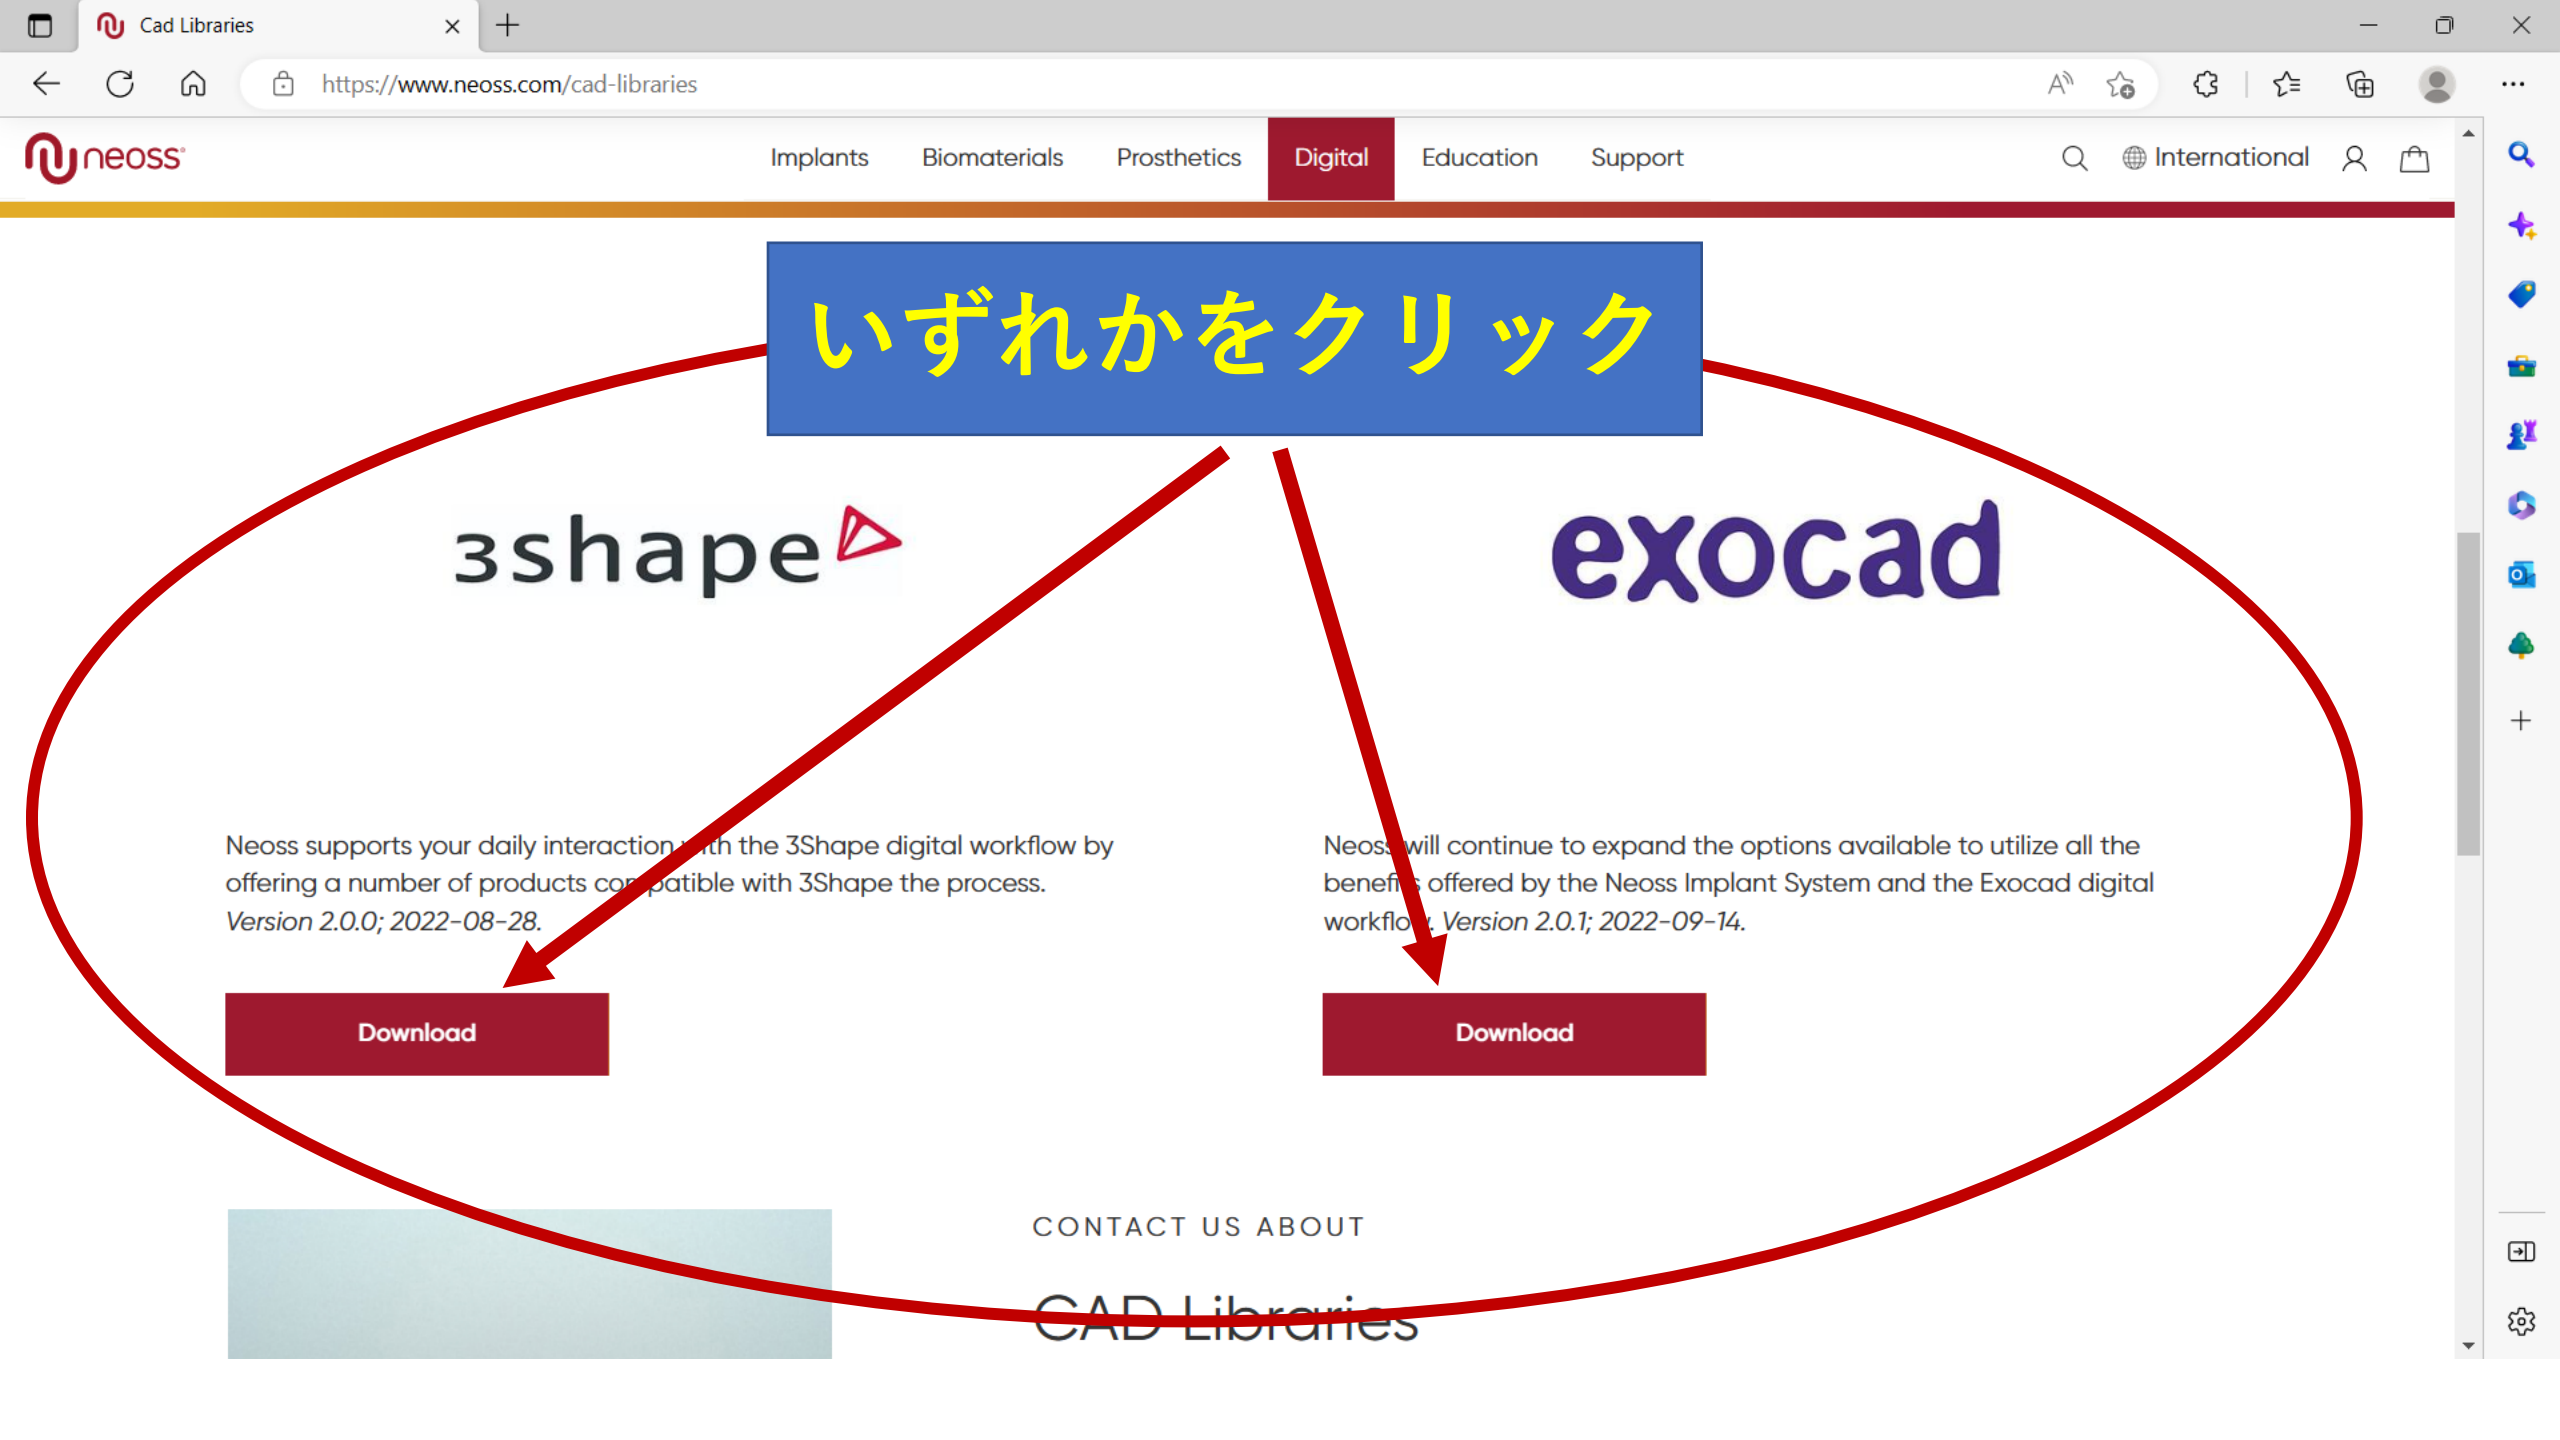 Cad Libraries
https://www.neoss.com/cad-libraries
neoss
Implants Biomaterials Prosthetics Digital Education Support
International
いずれかをクリック
3shape
exocad
Neoss supports your daily interaction with the 3Shape digital workflow by
offering a number of products compatible with 3Shape the process.
Version 2.0.0; 2022-08-28.
Download
Neoss will continue to expand the options available to utilize all the
benefits offered by the Neoss Implant System and the Exocad digital
workflow. Version 2.0.1; 2022-09-14.
Download
CONTACT US ABOUT
CAD Libraries